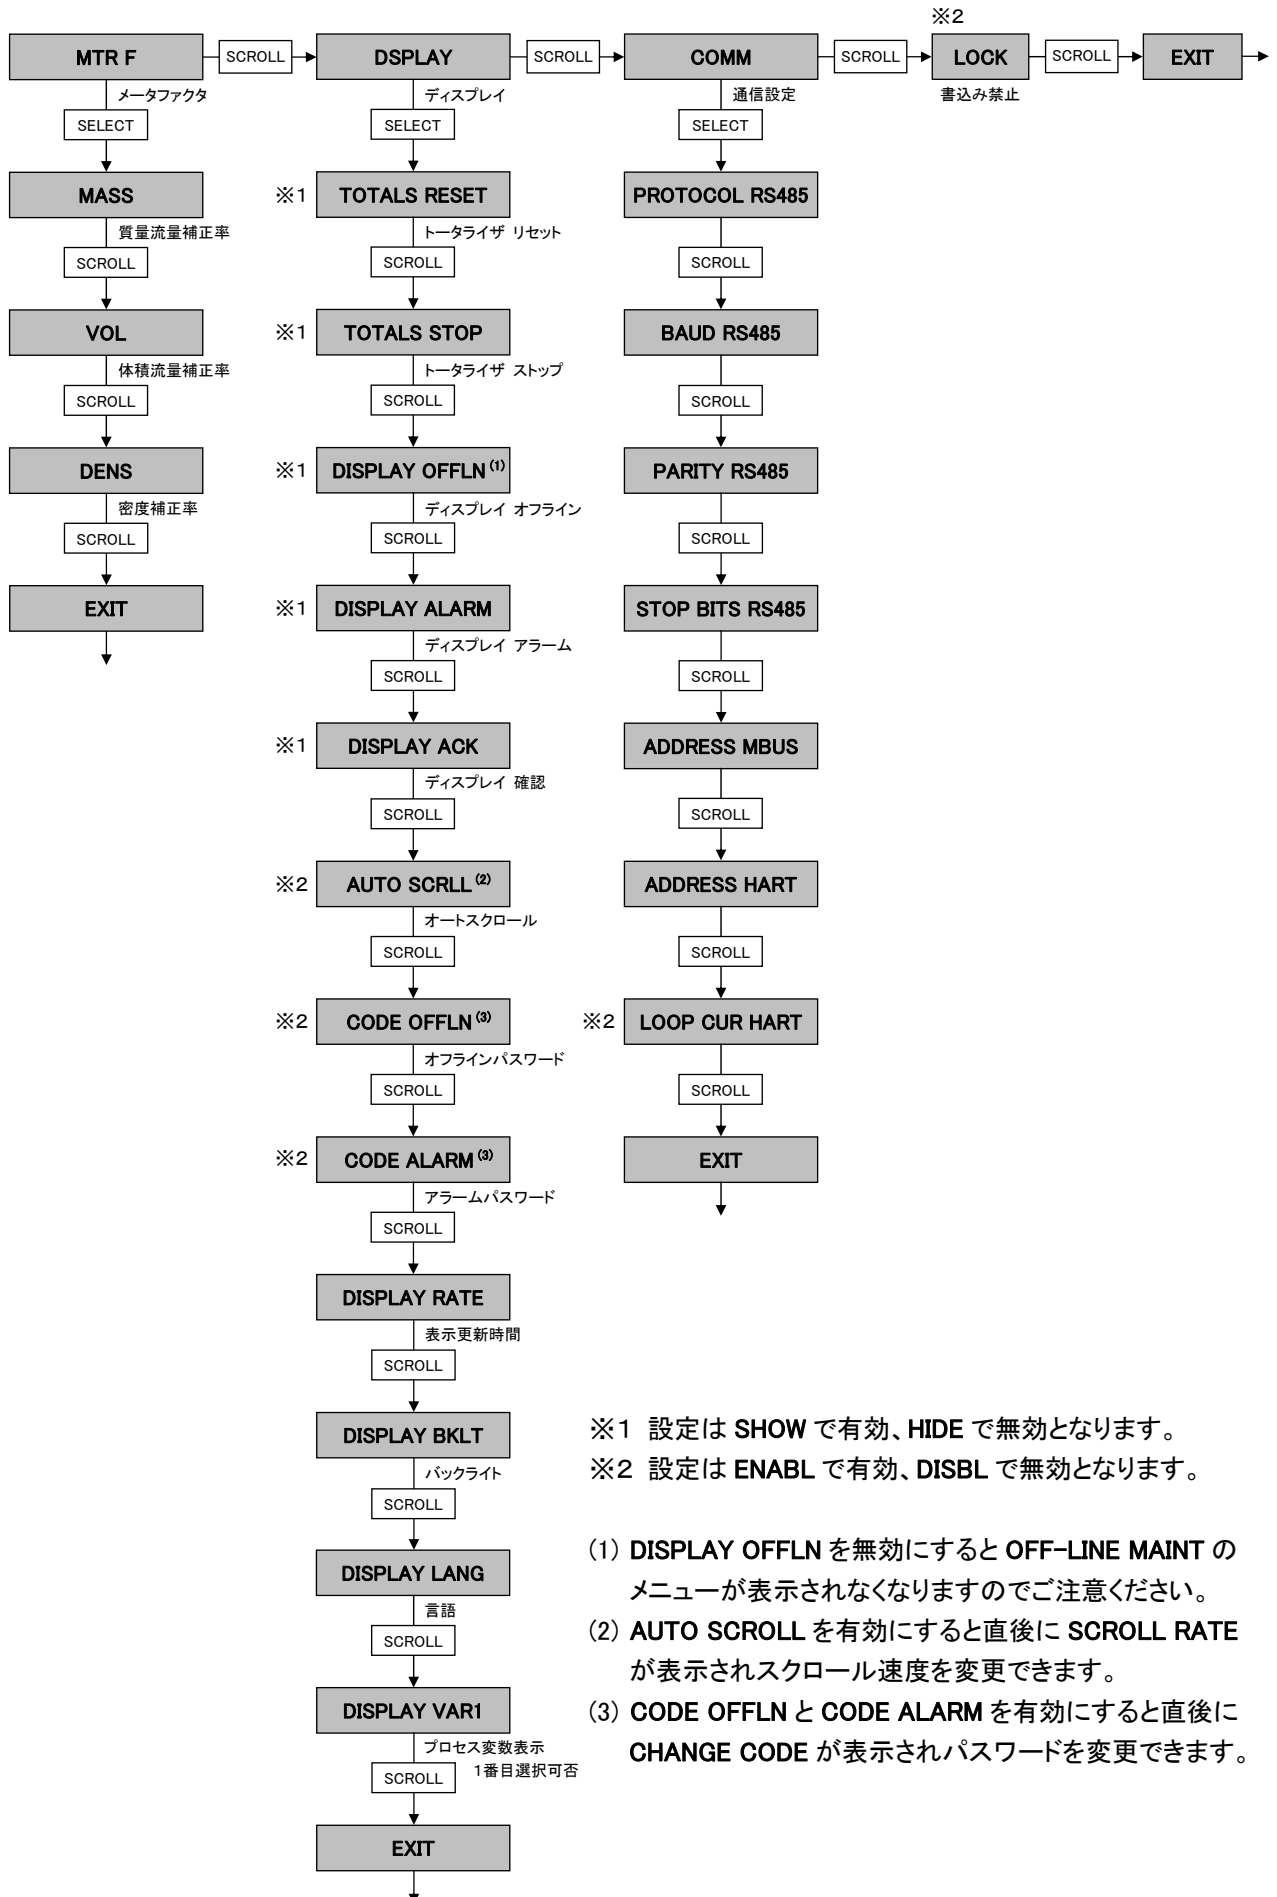 ※2
MTR F
SCROLL
DSPLAY
SCROLL
COMM
SCROLL
LOCK
SCROLL
EXIT
メータファクタ
ディスプレイ
通信設定
書込み禁止
SELECT
SELECT
SELECT
MASS
※1
TOTALS RESET
PROTOCOL RS485
質量流量補正率
トータライザ リセット
SCROLL
SCROLL
SCROLL
VOL
※1
TOTALS STOP
BAUD RS485
体積流量補正率
トータライザ ストップ
SCROLL
SCROLL
SCROLL
DENS
※1
DISPLAY OFFLN (1)
PARITY RS485
密度補正率
ディスプレイ オフライン
SCROLL
SCROLL
SCROLL
EXIT
※1
DISPLAY ALARM
STOP BITS RS485
ディスプレイ アラーム
SCROLL
SCROLL
※1
DISPLAY ACK
ADDRESS MBUS
ディスプレイ 確認
SCROLL
SCROLL
※2
AUTO SCRLL (2)
ADDRESS HART
オートスクロール
SCROLL
SCROLL
※2
CODE OFFLN (3)
※2
LOOP CUR HART
オフラインパスワード
SCROLL
SCROLL
※2
CODE ALARM (3)
EXIT
アラームパスワード
SCROLL
DISPLAY RATE
表示更新時間
SCROLL
DISPLAY BKLT
バックライト
SCROLL
DISPLAY LANG
言語
SCROLL
DISPLAY VAR1
プロセス変数表示
1番目選択可否
SCROLL
EXIT
※1 設定は SHOW で有効、HIDE で無効となります。
※2 設定は ENABL で有効、DISBL で無効となります。
(1) DISPLAY OFFLN を無効にすると OFF-LINE MAINT の
メニューが表示されなくなりますのでご注意ください。
(2) AUTO SCROLL を有効にすると直後に SCROLL RATE
が表示されスクロール速度を変更できます。
(3) CODE OFFLN と CODE ALARM を有効にすると直後に
CHANGE CODE が表示されパスワードを変更できます。